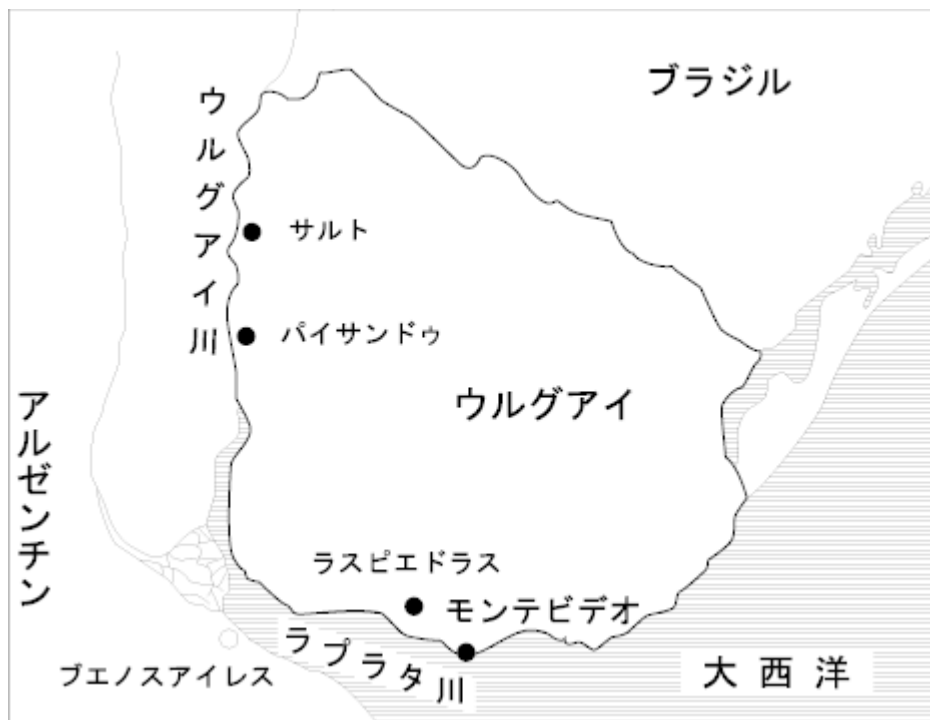 ブラジル
ウルグアイ川
サルト
パイサンドゥ
ウルグアイ
アルゼンチン
ラスピエドラス
モンテビデオ
ラプラタ川
ブエノスアイレス
大西洋